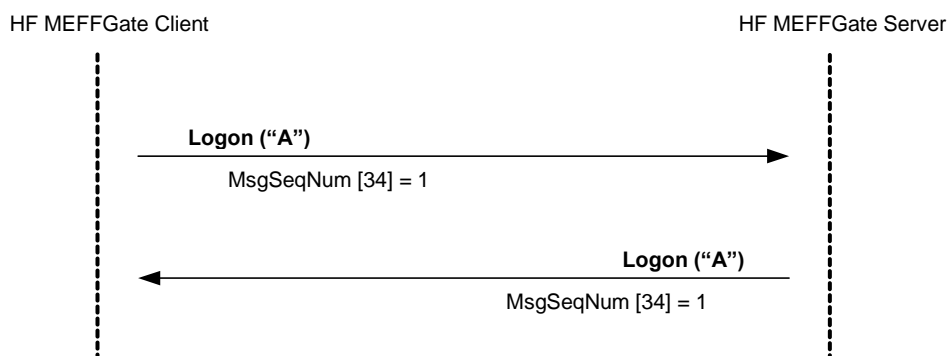 HF MEFFGate Client
HF MEFFGate Server
Logon (“A”)
MsgSeqNum [34] = 1
Logon (“A”)
MsgSeqNum [34] = 1